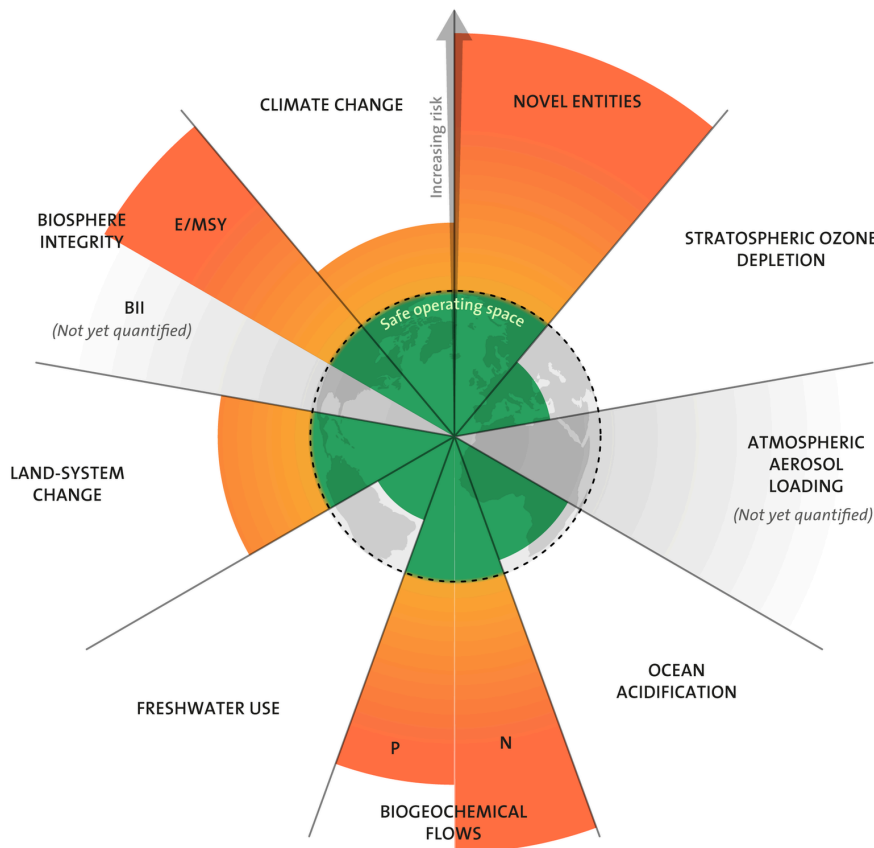 CLIMATE CHANGE
NOVEL ENTITIES
Increasing risk
BIOSPHERE
INTEGRITY
E/MSY
STRATOSPHERIC OZONE
DEPLETION
BII
(Not yet quantified)
Safe operating space
ATMOSPHERIC
AEROSOL
LOADING
(Not yet quantified)
LAND-SYSTEM
CHANGE
OCEAN
ACIDIFICATION
FRESHWATER USE
P
N
BIOGEOCHEMICAL
FLOWS